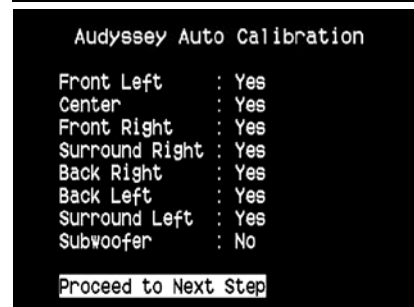 Audyssey Auto Calibration
Front Left : Yes
Center : Yes
Front Right : Yes
Surround Right : Yes
Back Right : Yes
Back Left : Yes
Surround Left : Yes
Subwoofer : No
Proceed to Next Step